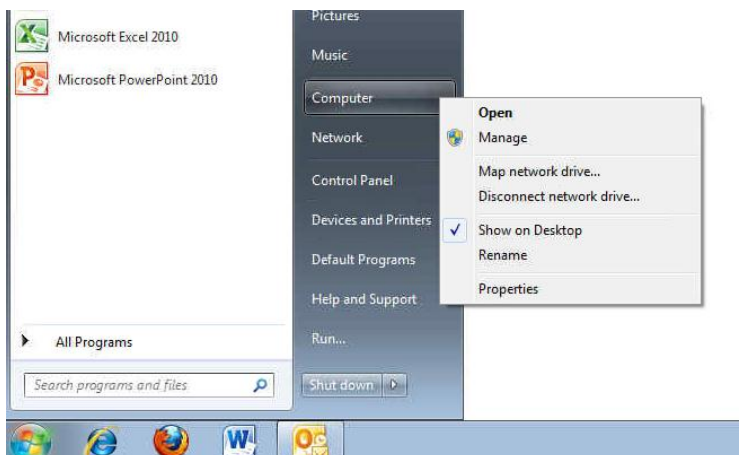 Microsoft Excel 2010
Microsoft PowerPoint 2010
All Programs
Search programs and files
Pictures
Music
Computer
Network
Control Panel
Devices and Printers
Default Programs
Help and Support
Run...
Shut down
Open
Manage
Map network drive...
Disconnect network drive...
Show on Desktop
Rename
Properties